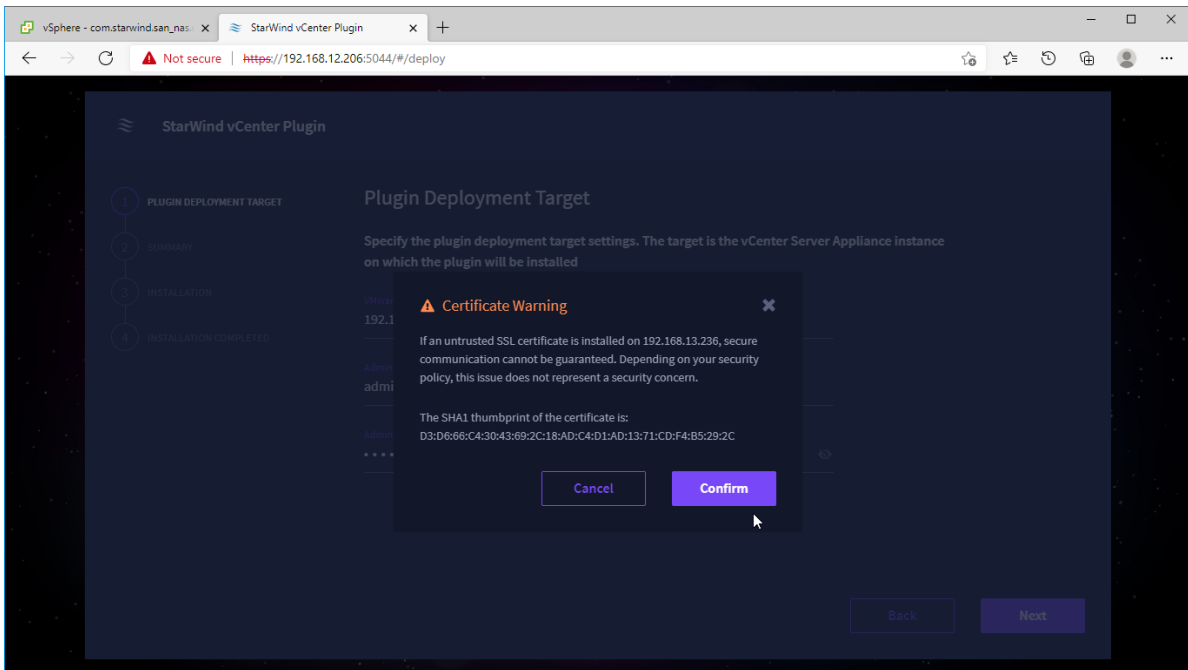 vSphere - com.starwind.san_nas.
StarWind vCenter Plugin
Not secure
https://192.168.12.206:5044/#/deploy
StarWind vCenter Plugin
1 PLUGIN DEPLOYMENT TARGET
2 SUMMARY
3 INSTALLATION
4 INSTALLATION COMPLETED
Plugin Deployment Target
Specify the plugin deployment target settings. The target is the vCenter Server Appliance instance
on which the plugin will be installed
192.1
admi
Certificate Warning
If an untrusted SSL certificate is installed on 192.168.13.236, secure
communication cannot be guaranteed. Depending on your security
policy, this issue does not represent a security concern.
The SHA1 thumbprint of the certificate is:
D3:D6:66:C4:30:43:69:2C:18:AD:C4:D1:AD:13:71:CD:F4:B5:29:2C
Cancel
Confirm
Back
Next